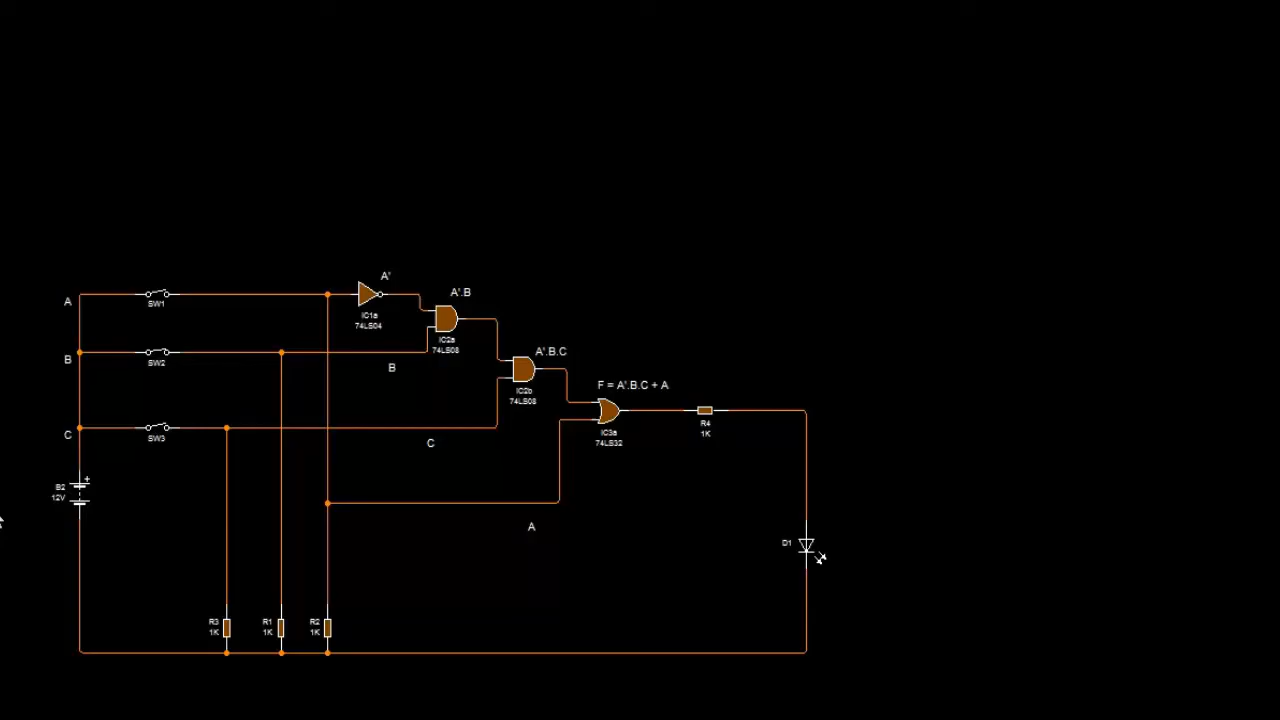 A'
A
A'.B
SW1
IC1a
74LS04
IC2a
74LS08
B
SW2
B
A'.B.C
IC2b
74LS08
F = A'.B.C + A
C
SW3
C
IC3a
74LS32
R4
1K
B2
12V
+
A
D1
R3
1K
R1
1K
R2
1K